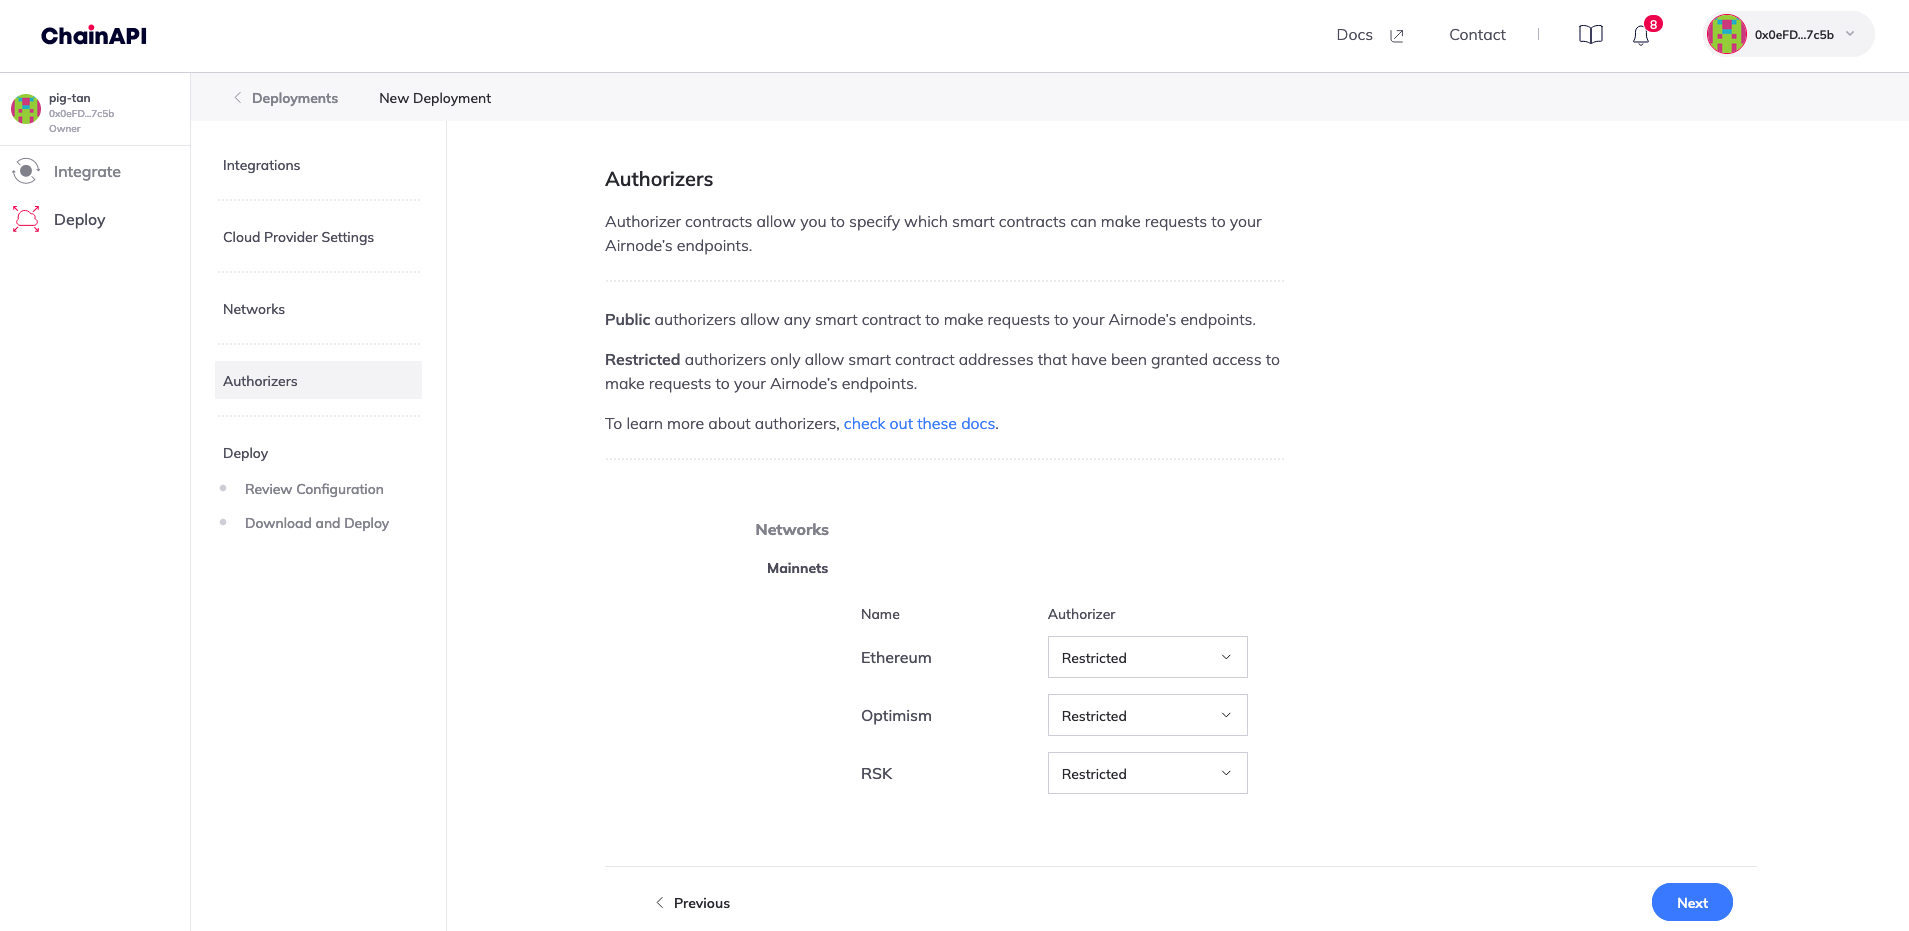 ChainAPI
Docs
Contact
8
0x0eFD...7c5b
pig-tan
0x0eFD...7c5b
Owner
Integrate
Deploy
Deployments
New Deployment
Integrations
Cloud Provider Settings
Networks
Authorizers
Deploy
Review Configuration
Download and Deploy
Authorizers
Authorizer contracts allow you to specify which smart contracts can make requests to your
Airnode’s endpoints.
Public authorizers allow any smart contract to make requests to your Airnode’s endpoints.
Restricted authorizers only allow smart contract addresses that have been granted access to
make requests to your Airnode’s endpoints.
To learn more about authorizers, check out these docs.
Networks
Mainnets
Name Authorizer
Ethereum Restricted
Optimism Restricted
RSK Restricted
Previous
Next